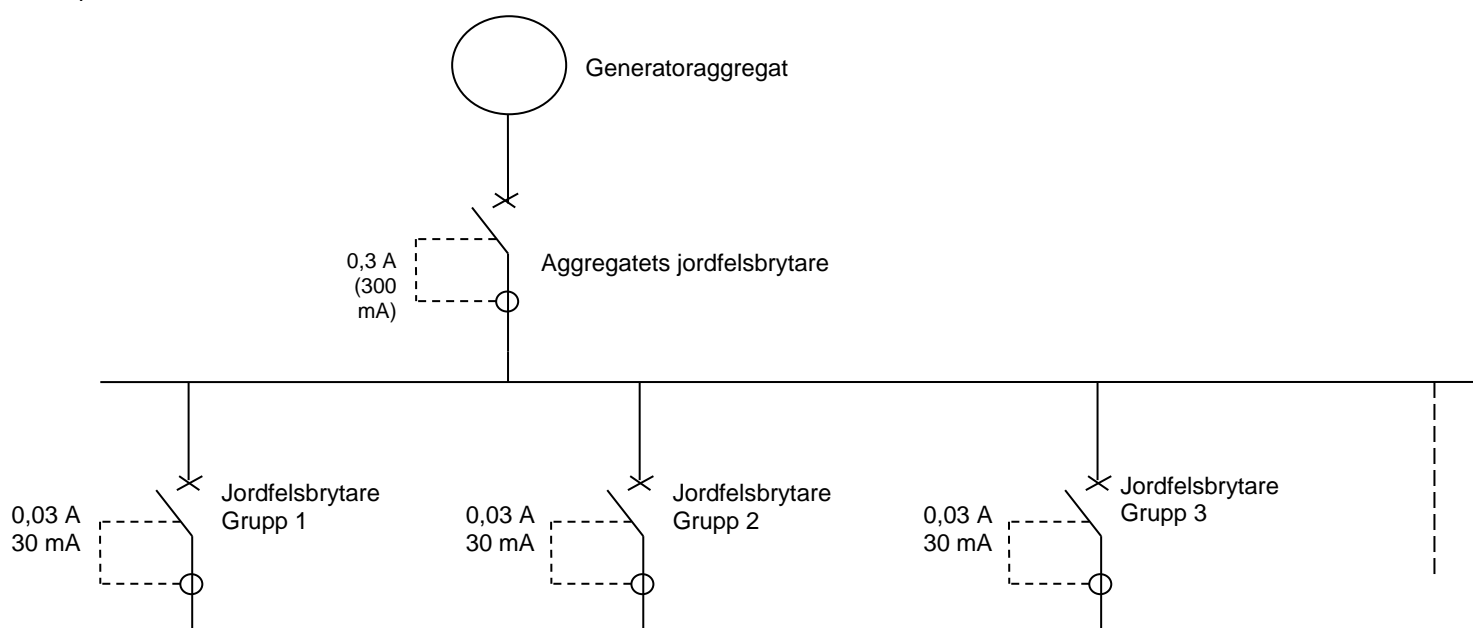 Generatoraggregat
0,3 A
(300
mA)
Aggregatets jordfelsbrytare
0,03 A
30 mA
Jordfelsbrytare
Grupp 1
0,03 A
30 mA
Jordfelsbrytare
Grupp 2
0,03 A
30 mA
Jordfelsbrytare
Grupp 3